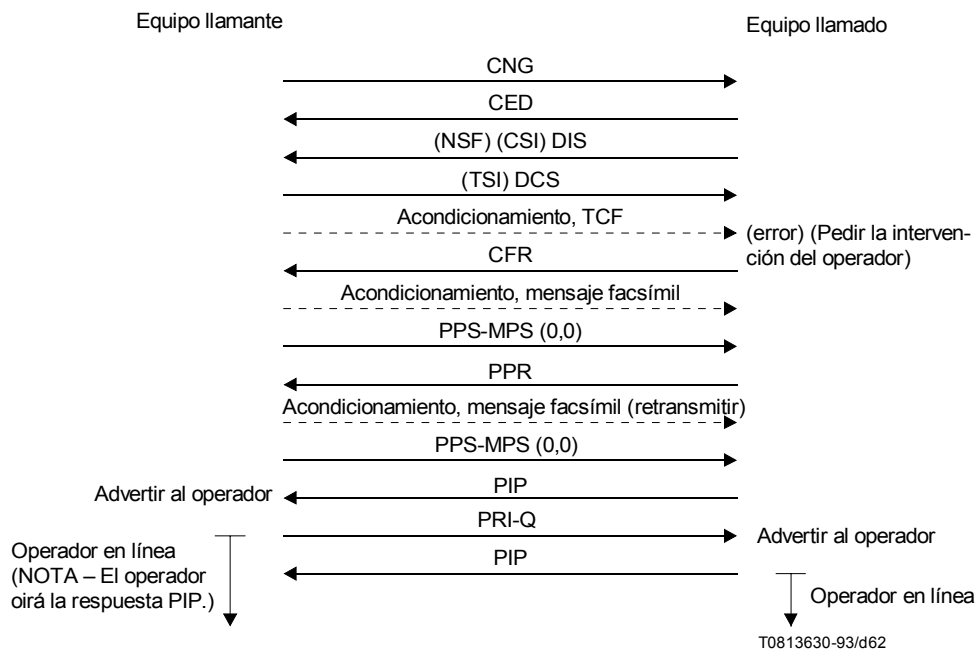 Equipo llamante
Equipo llamado
CNG
CED
(NSF) (CSI) DIS
(TSI) DCS
Acondicionamiento, TCF
(error) (Pedir la interven-
ción del operador)
CFR
Acondicionamiento, mensaje facsímil
PPS-MPS (0,0)
PPR
Acondicionamiento, mensaje facsímil (retransmitir)
PPS-MPS (0,0)
Advertir al operador
PIP
PRI-Q
Advertir al operador
Operador en línea
(NOTA – El operador
oirá la respuesta PIP.)
PIP
Operador en línea
T0813630-93/d62